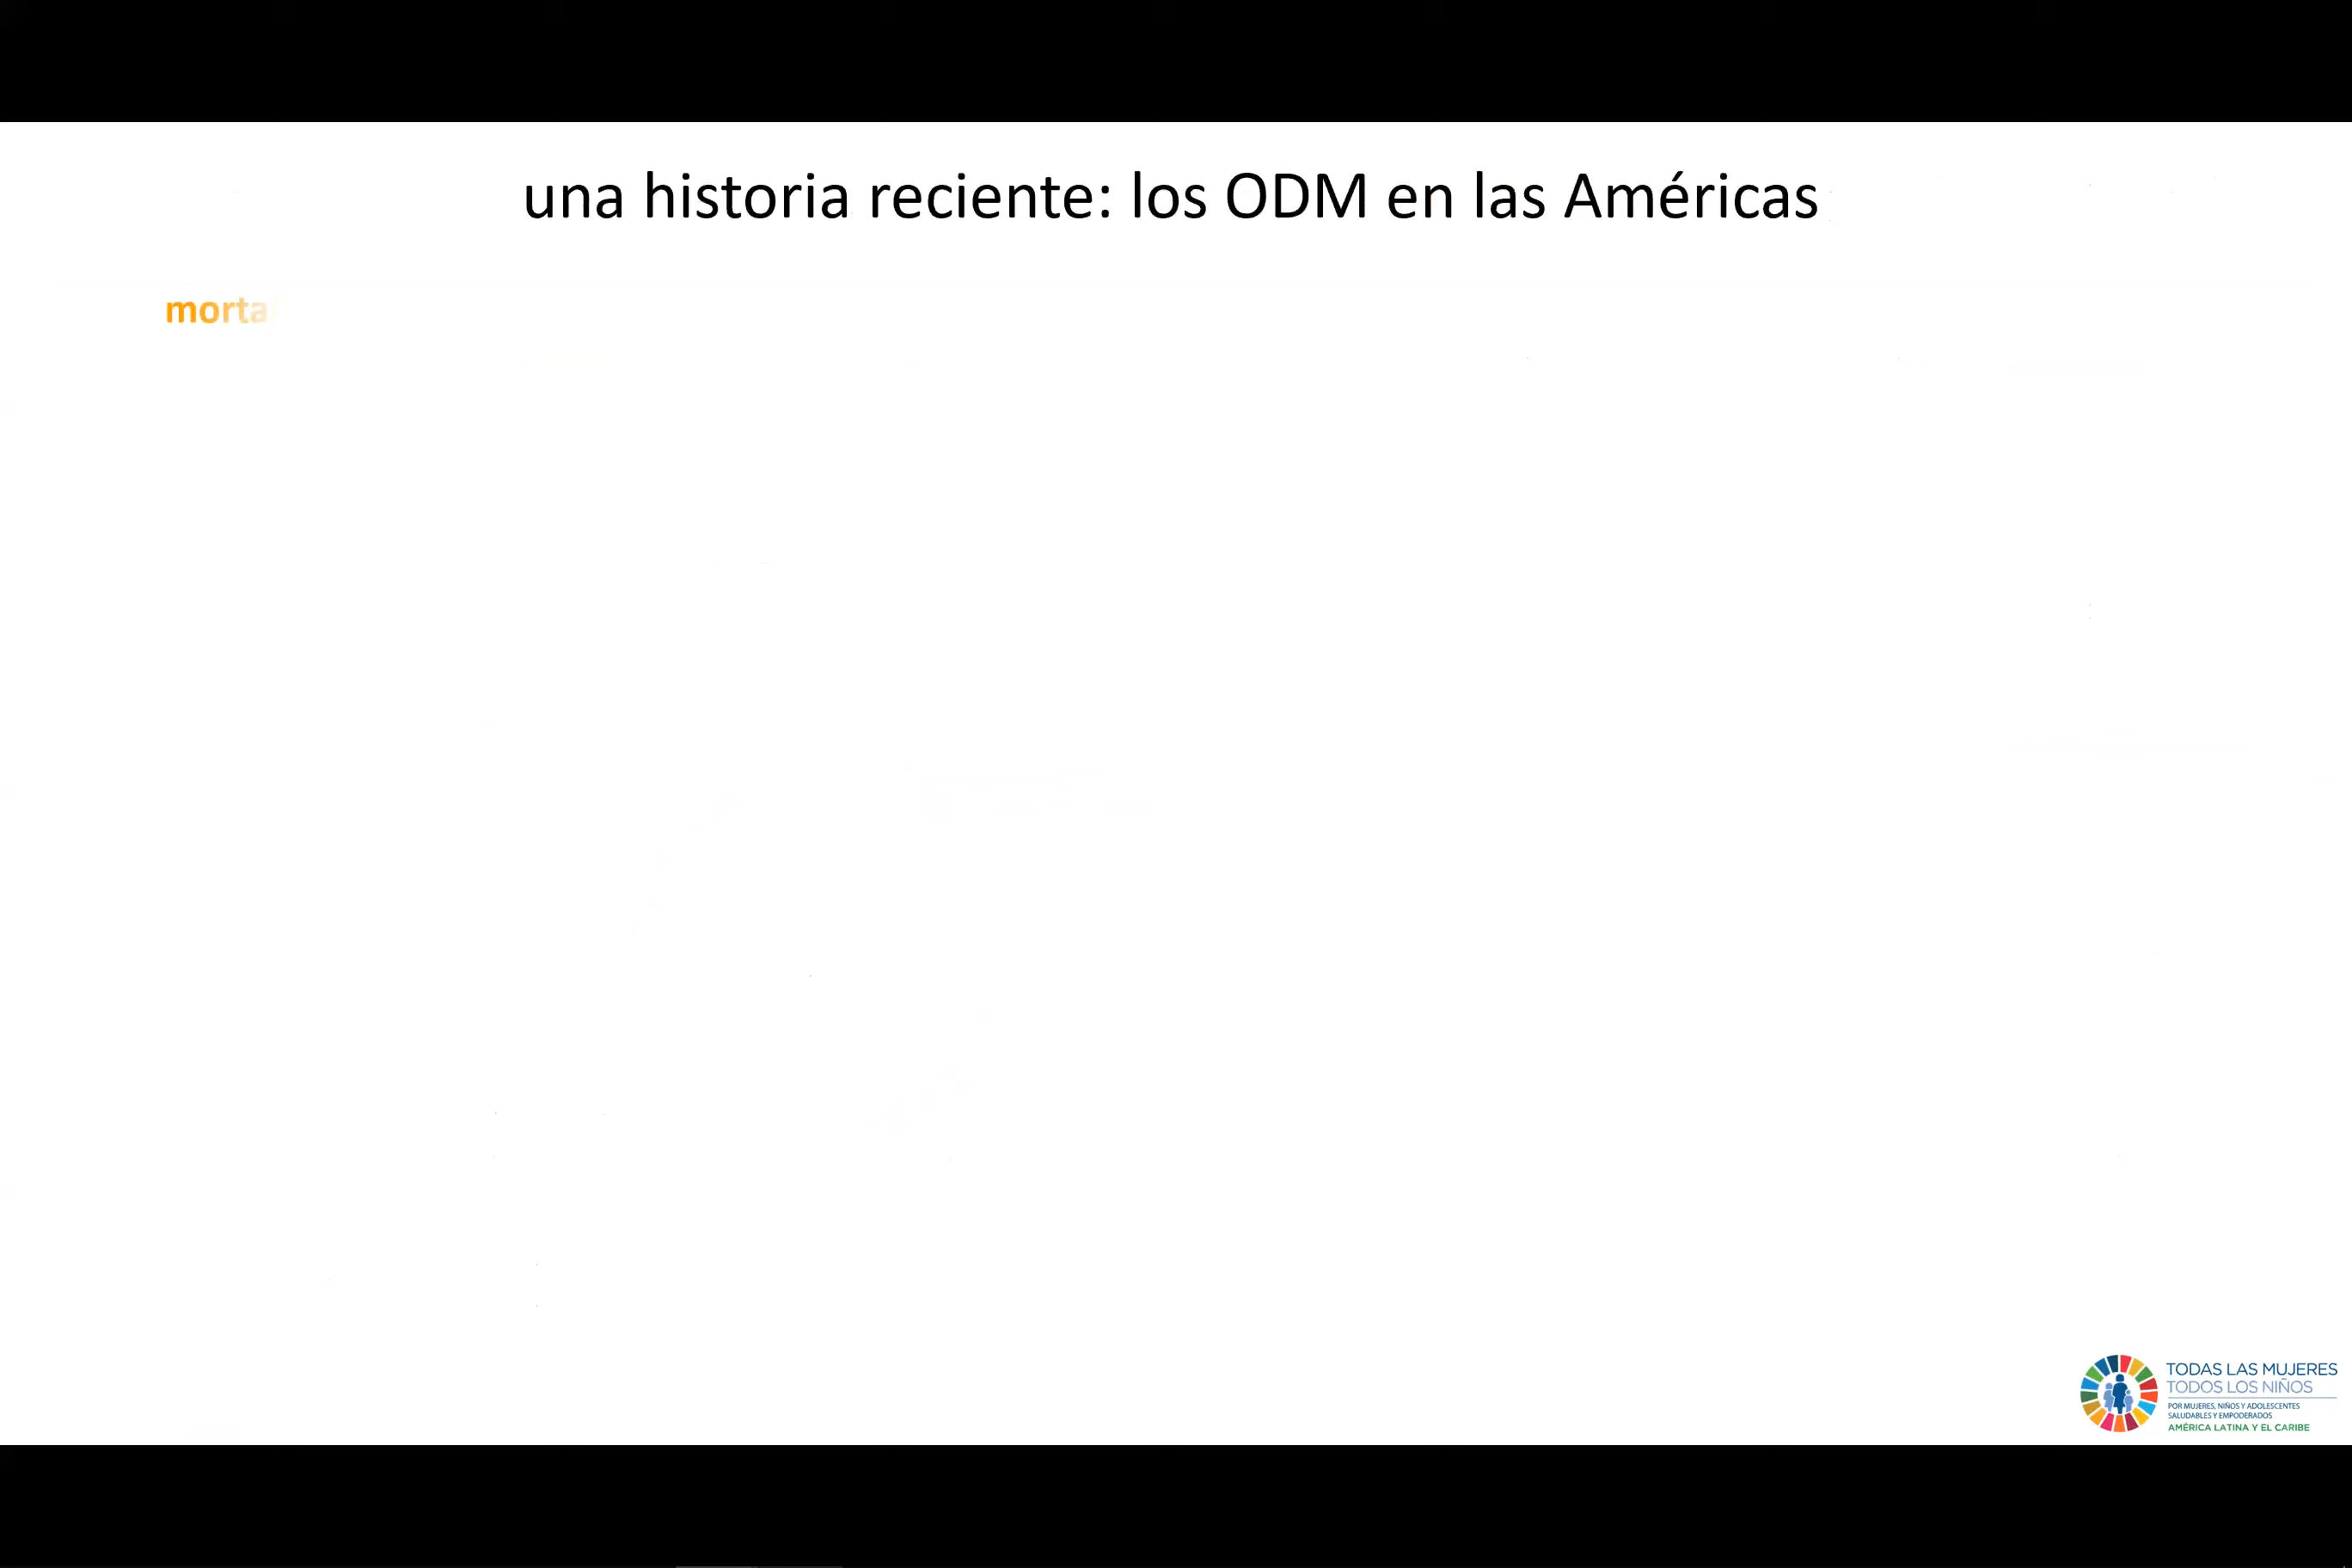 una historia reciente: los ODM en las Américas
morta
TODAS LAS MUJERES
TODOS LOS NIÑOS
POR MUJERES, NIÑOS Y ADOLESCENTES
SALUDABLES Y EMPODERADOS
AMÉRICA LATINA Y EL CARIBE